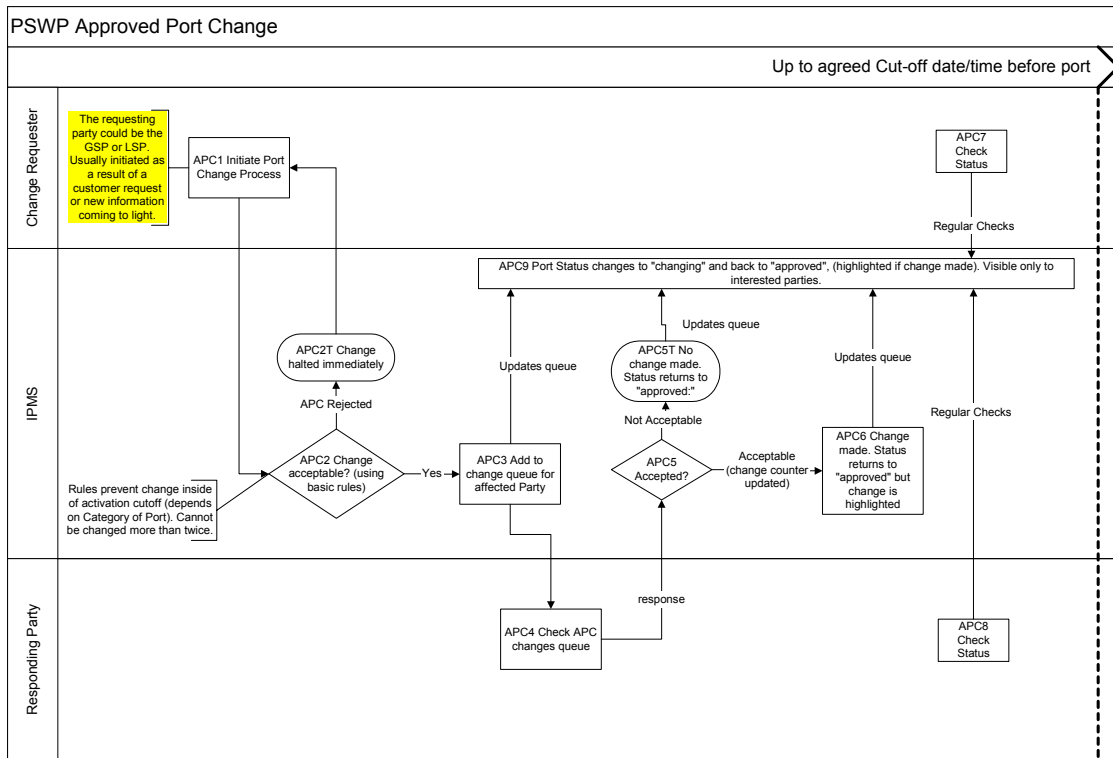 PSWP Approved Port Change
Up to agreed Cut-off date/time before port
Change Requester
The requesting
party could be the
GSP or LSP.
Usually initiated as
a result of a
customer request
or new information
coming to light.
APC1 Initiate Port
Change Process
APC7
Check
Status
Regular Checks
IPMS
APC9 Port Status changes to "changing" and back to "approved", (highlighted if change made). Visible only to
interested parties.
APC2T Change
halted immediately
APC Rejected
APC2 Change
acceptable? (using
basic rules)
Rules prevent change inside
of activation cutoff (depends
on Category of Port). Cannot
be changed more than twice.
Yes
APC3 Add to
change queue for
affected Party
Updates queue
Updates queue
APC5T No
change made.
Status returns to
"approved:"
Not Acceptable
APC5
Accepted?
Acceptable
(change counter
updated)
Updates queue
APC6 Change
made. Status
returns to
"approved" but
change is
highlighted
Regular Checks
Responding Party
APC4 Check APC
changes queue
response
APC8
Check
Status